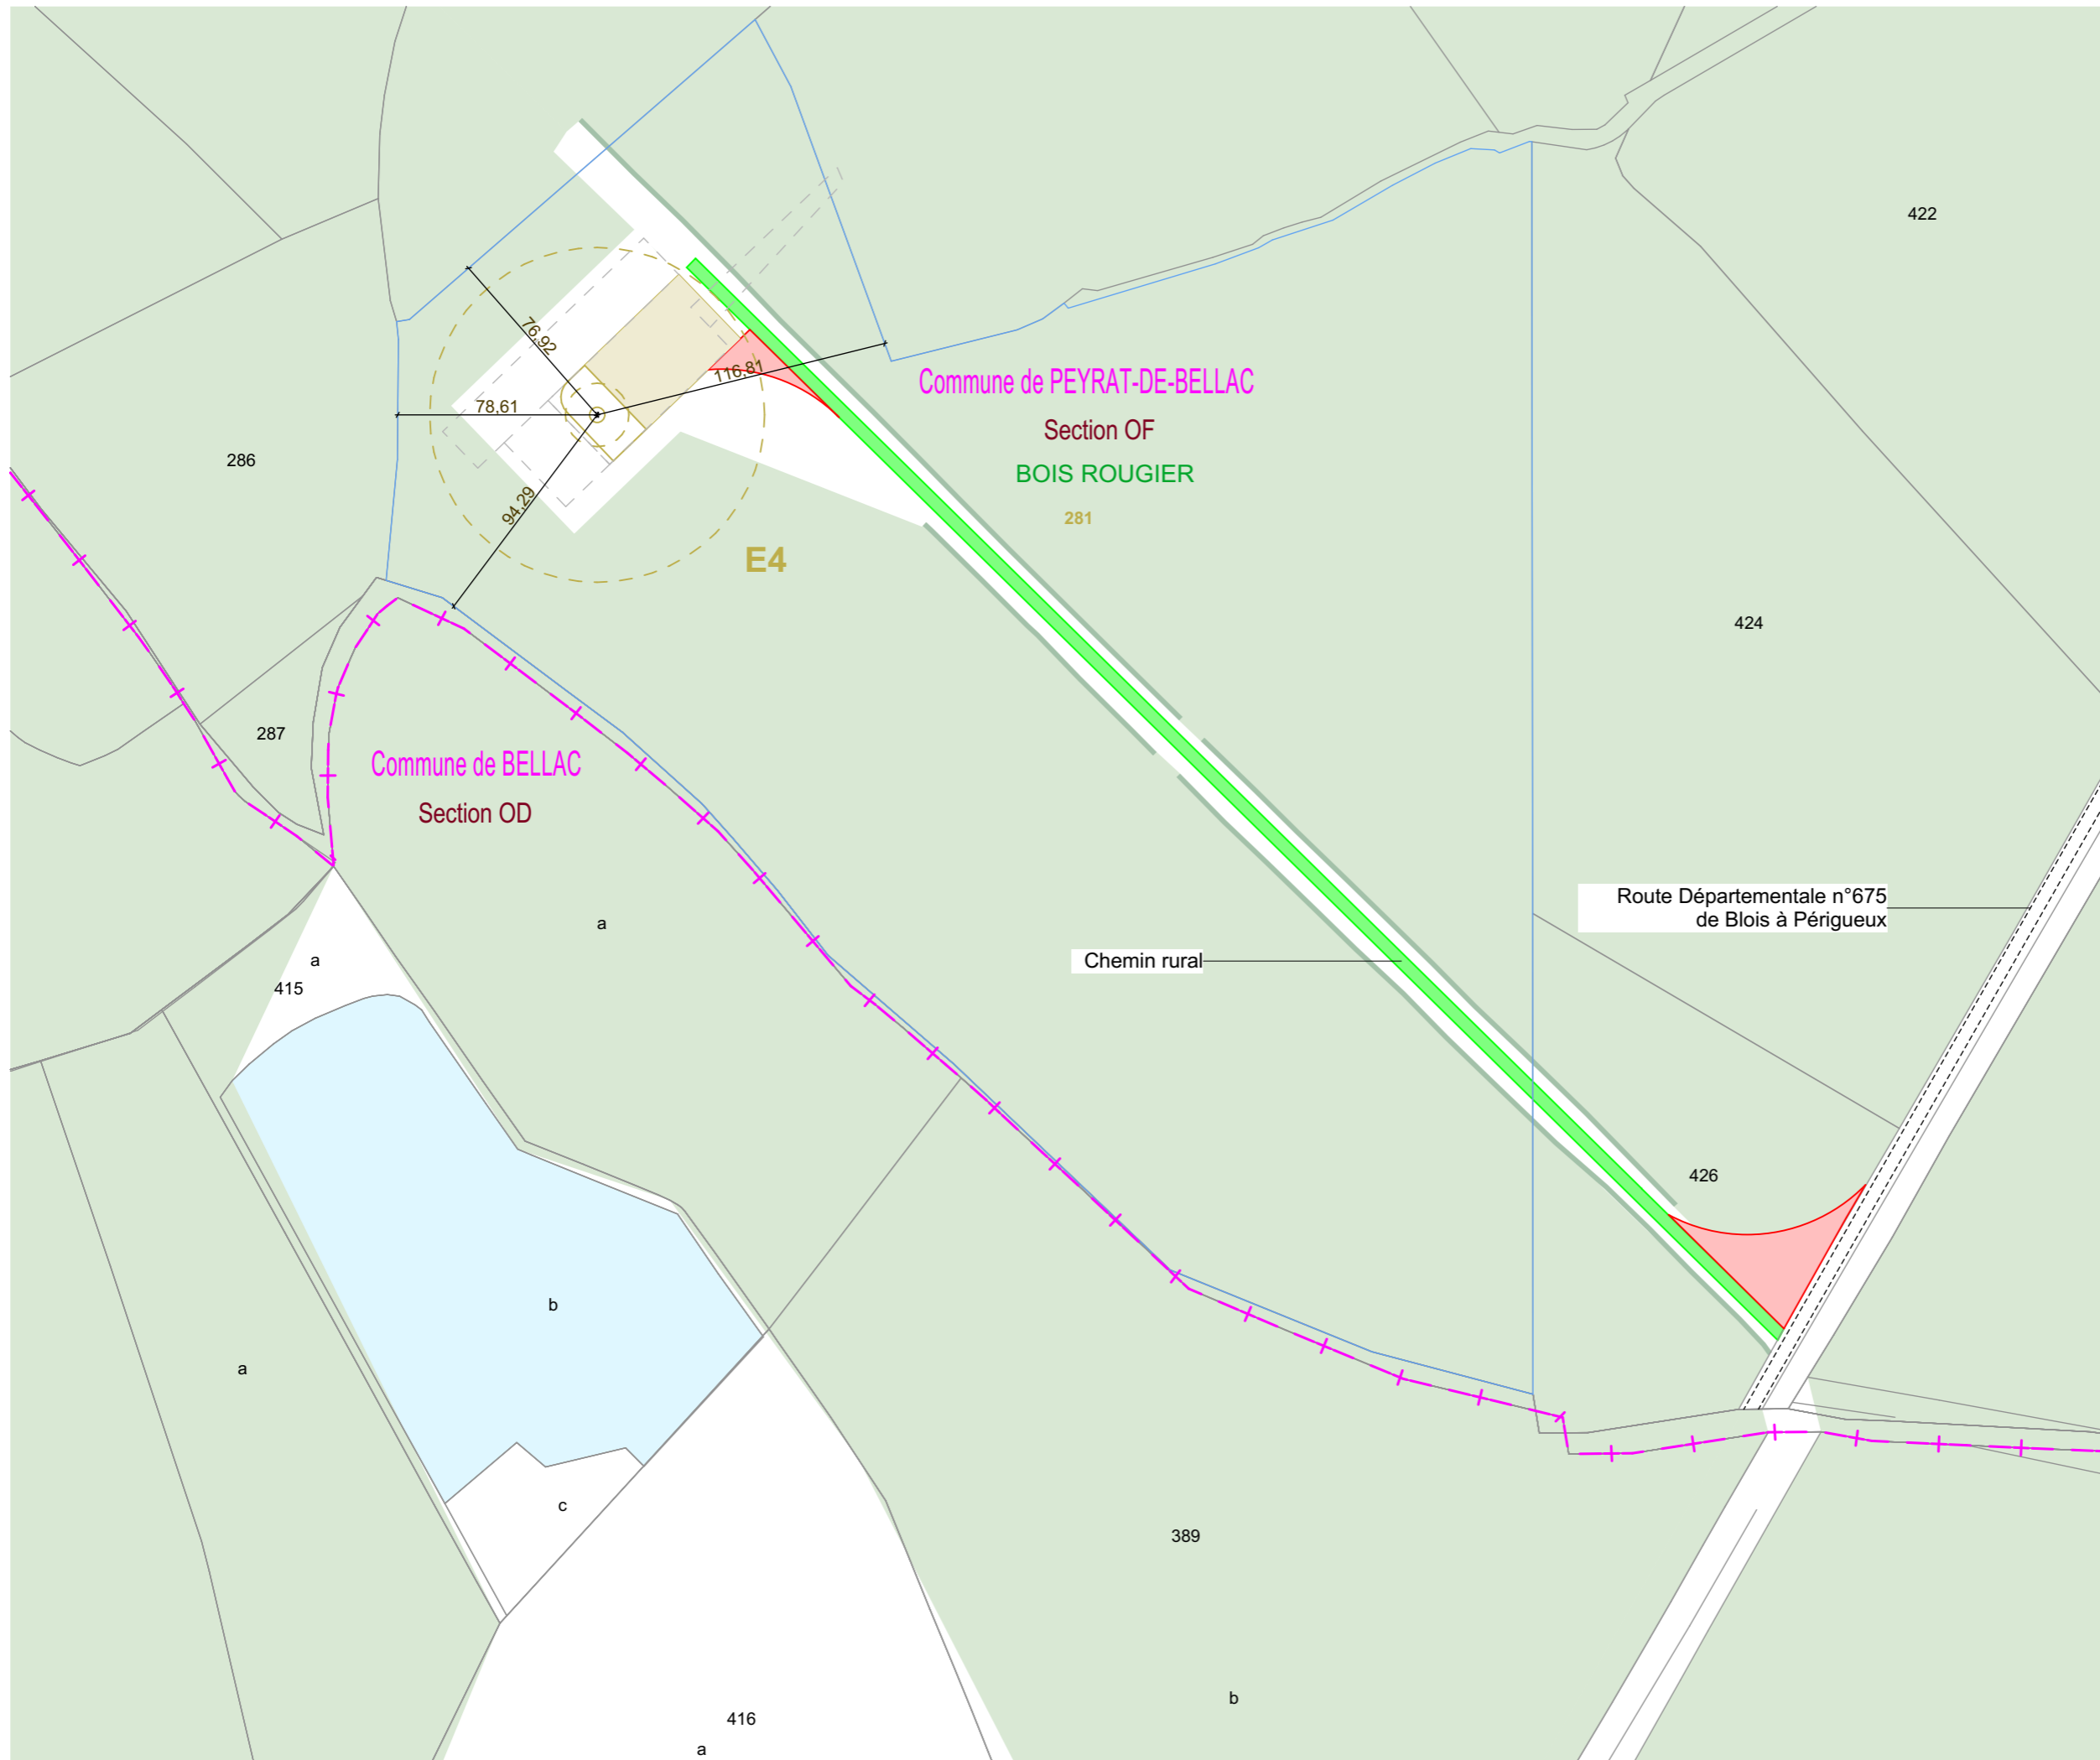 422
76,92
116,81
78,61
94,29
Commune de PEYRAT-DE-BELLAC
Section OF
BOIS ROUGIER
281
E4
286
424
287
Commune de BELLAC
Section OD
Route Départementale n°675
de Blois à Périgueux
a
Chemin rural
a
415
426
b
a
c
389
b
416
a